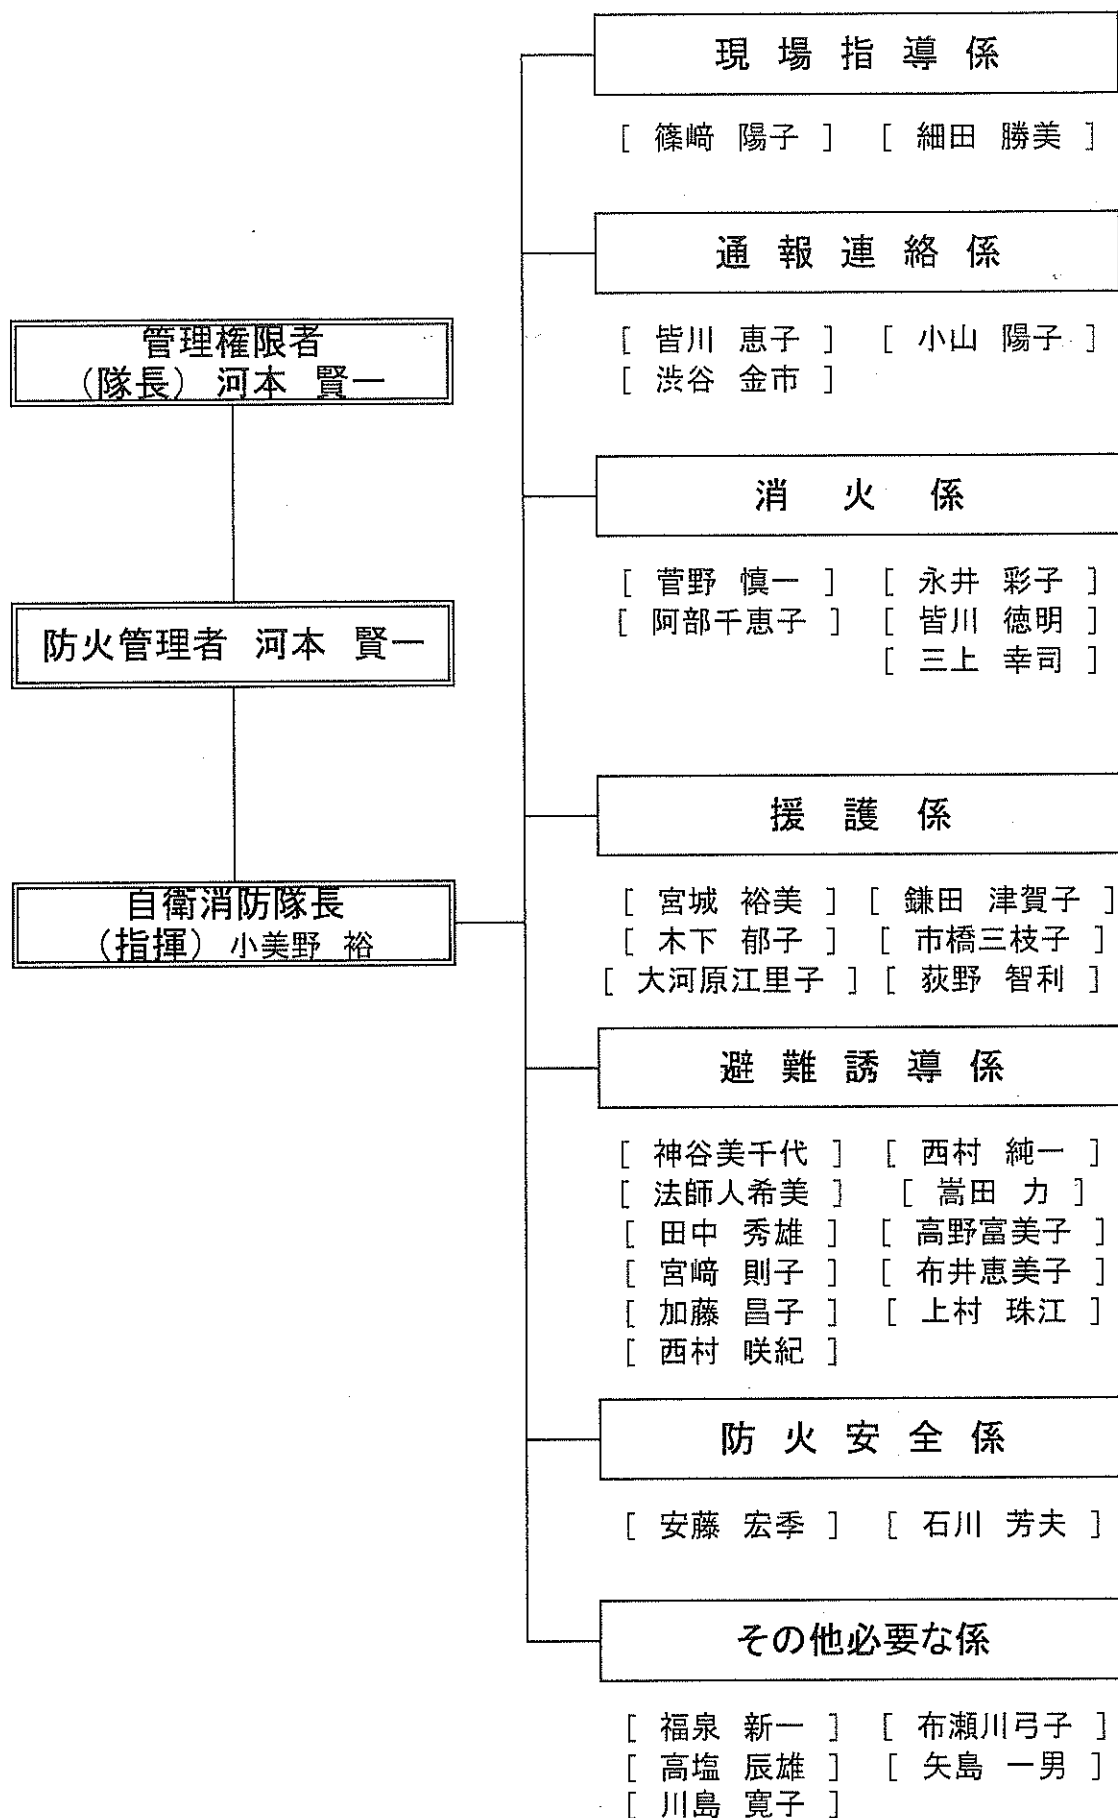 現場指導係
[ 篠﨑 陽子 ] [ 細田 勝美 ]
通報連絡係
[ 皆川 恵子 ] [ 小山 陽子 ]
[ 渋谷 金市 ]
管理権限者
(隊長) 河本 賢一
消火係
[ 菅野 慎一 ] [ 永井 彩子 ]
[ 阿部千恵子 ] [ 皆川 徳明 ]
[ 三上 幸司 ]
防火管理者 河本 賢一
援護係
[ 宮城 裕美 ] [ 鎌田 津賀子 ]
[ 木下 郁子 ] [ 市橋三枝子 ]
[ 大河原江里子 ] [ 荻野 智利 ]
自衛消防隊長
(指揮) 小美野 裕
避難誘導係
[ 神谷美千代 ] [ 西村 純一 ]
[ 法師人希美 ] [ 嵩田 力 ]
[ 田中 秀雄 ] [ 高野富美子 ]
[ 宮﨑 則子 ] [ 布井恵美子 ]
[ 加藤 昌子 ] [ 上村 珠江 ]
[ 西村 咲紀 ]
防火安全係
[ 安藤 宏季 ] [ 石川 芳夫 ]
その他必要な係
[ 福泉 新一 ] [ 布瀬川弓子 ]
[ 高塩 辰雄 ] [ 矢島 一男 ]
[ 川島 寛子 ]